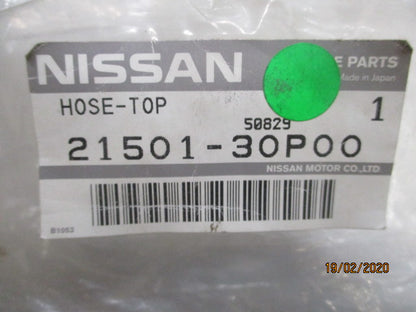 NISSAN
E PARTS
Made in Japan
HOSE-TOP
1
50829
21501-30P00
NISSAN MOTOR CO.,LTD
B1053
19/02/2020